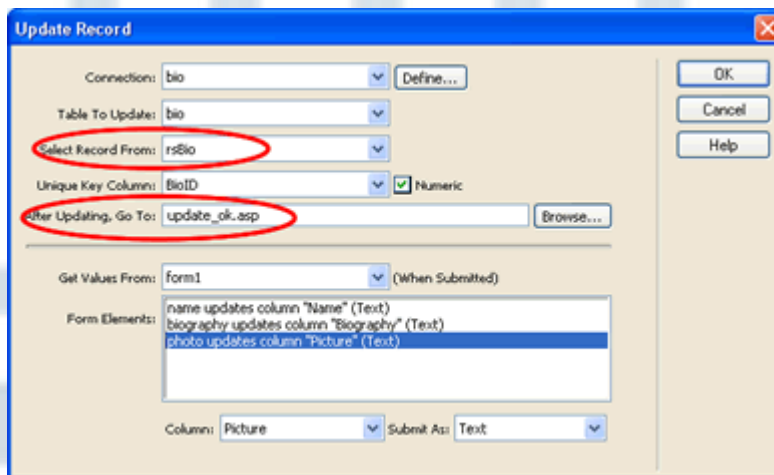 Update Record
Connection: bio Define... OK
Table To Update: bio Cancel
Select Record From: rsBio Help
Unique Key Column: BioID Numeric
After Updating, Go To: update_ok.asp Browse...
Get Values From: form1 (When Submitted)
Form Elements: name updates column "Name" (Text)
biography updates column "Biography" (Text)
photo updates column "Picture" (Text)
Column: Picture Submit As: Text